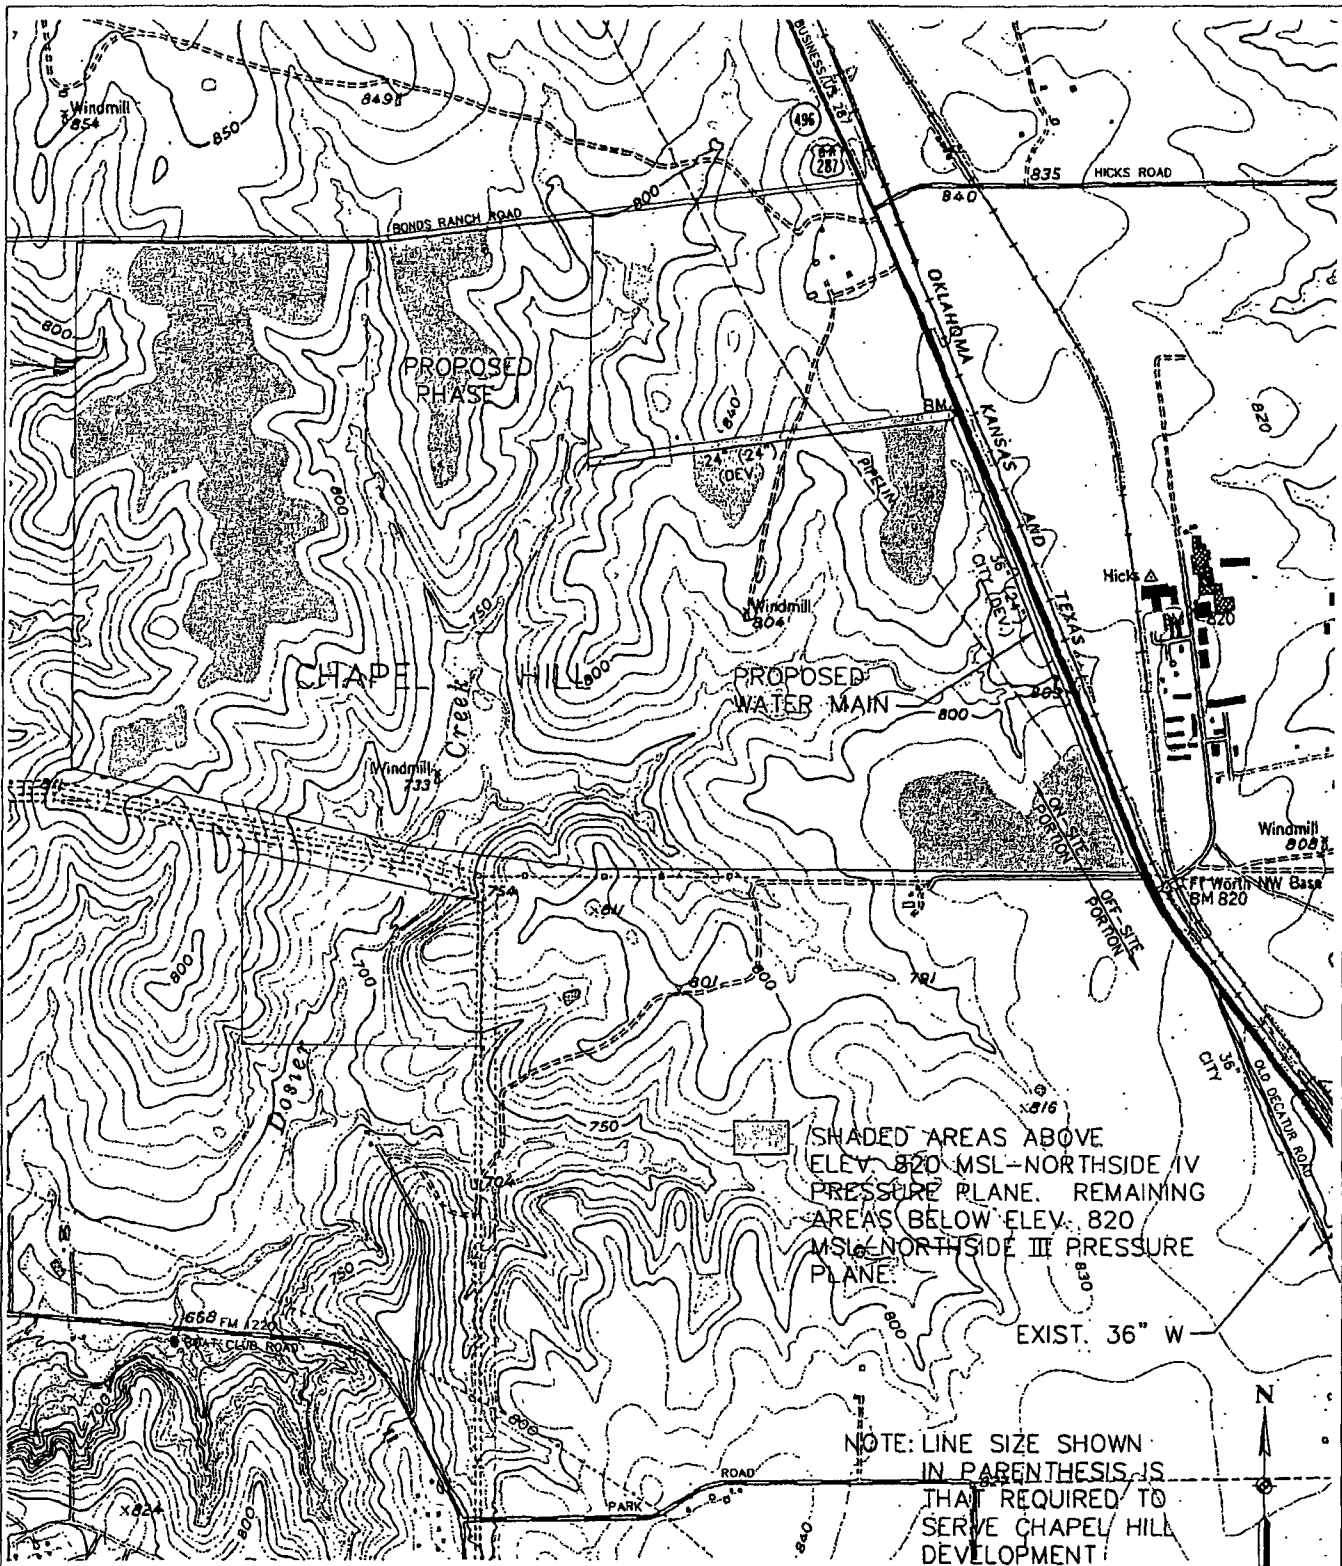 7
Windmill
854
849
850
BUSINESS U.S. 287
496
287
835
HICKS ROAD
840
800
BONDS RANCH ROAD
OKLAHOMA
KANSAS
AND
TEXAS
800
PROPOSED
PHASE I
840
BM
24" (24")
(DEV.)
PIPELINE
820
800
36" (24")
CITY (DEV.)
Hicks
820
750
Windmill
804
CHAPEL HILL
800
PROPOSED
WATER MAIN
800
Creek
Windmill
733
ON-SITE
PORTION
OFF-SITE
PORTION
Windmill
808
Ft Worth NW Base
BM 820
754
x811
700
800
801
800
791
Dosier
36"
CITY
OLD DECATUR ROAD
x816
750
704
SHADED AREAS ABOVE
ELEV. 820 MSL-NORTHSIDE IV
PRESSURE PLANE. REMAINING
AREAS BELOW ELEV. 820
MSL-NORTHSIDE III PRESSURE
PLANE.
750
830
800
668 FM 1220
BOAT CLUB ROAD
EXIST. 36" W
700
800
N
NOTE: LINE SIZE SHOWN
IN PARENTHESIS IS
THAT REQUIRED TO
SERVE CHAPEL HILL
DEVELOPMENT
PARK
ROAD
x824
800
840